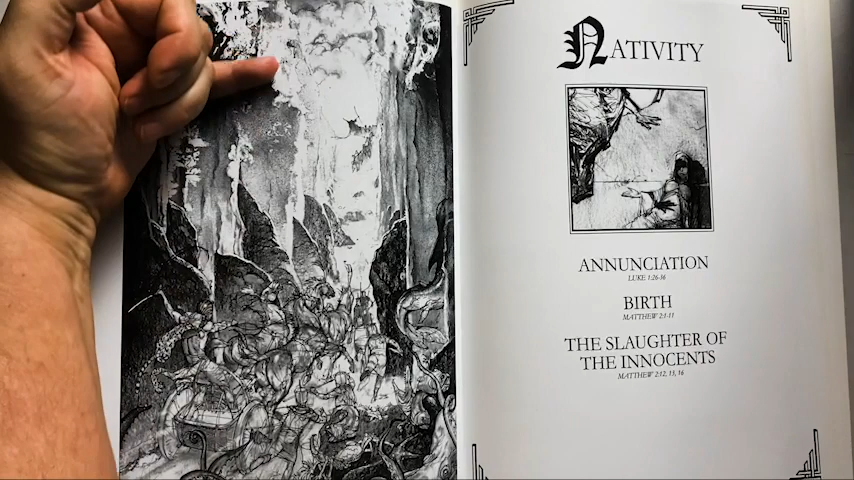 NATIVITY
ANNUNCIATION
LUKE 1:26-36
BIRTH
MATTHEW 2:1-11
THE SLAUGHTER OF
THE INNOCENTS
MATTHEW 2:12, 13, 16